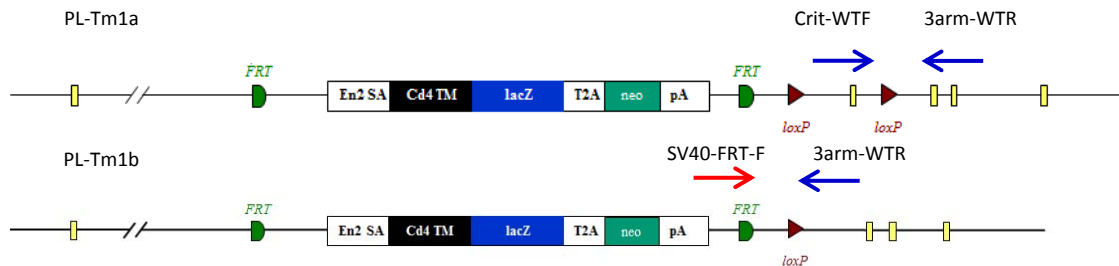 PL-Tm1a Crit-WTF 3arm-WTR
FRT FRT
En2 SA Cd4 TM lacZ T2A neo pA
loxP loxP
PL-Tm1b SV40-FRT-F 3arm-WTR
FRT FRT
En2 SA Cd4 TM lacZ T2A neo pA
loxP